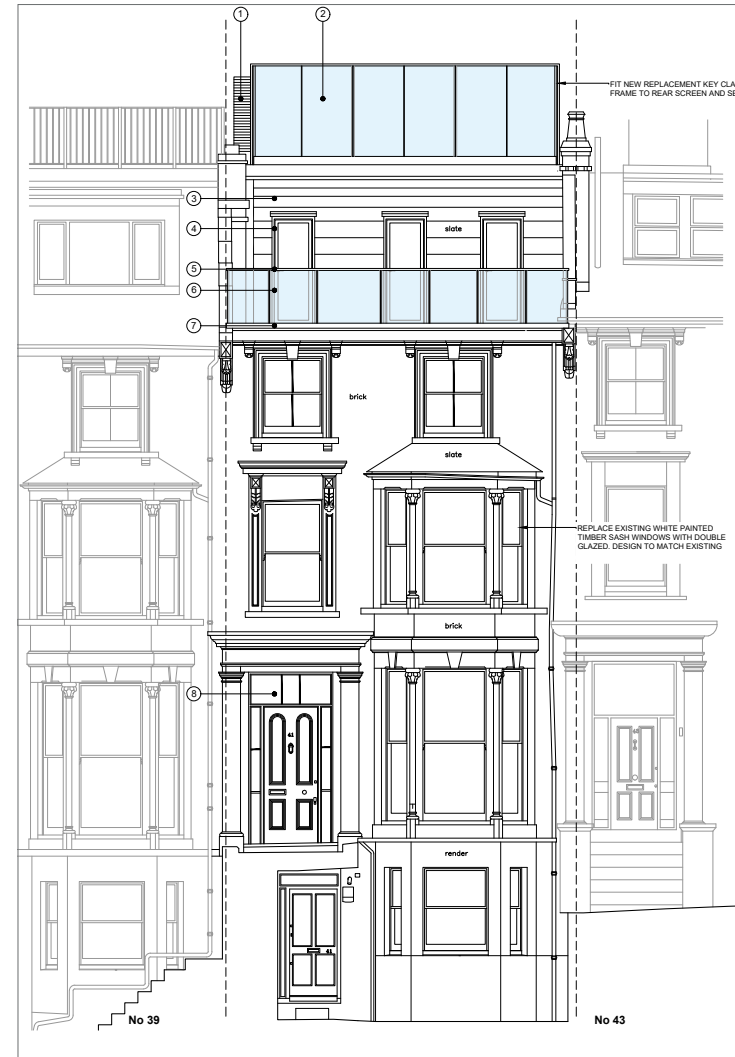 1
2
FIT NEW REPLACEMENT KEY CLA
FRAME TO REAR SCREEN AND SE
3
4
slate
5
6
7
brick
slate
REPLACE EXISTING WHITE PAINTED
TIMBER SASH WINDOWS WITH DOUBLE
GLAZED. DESIGN TO MATCH EXISTING
brick
8
41
render
41
No 39
No 43